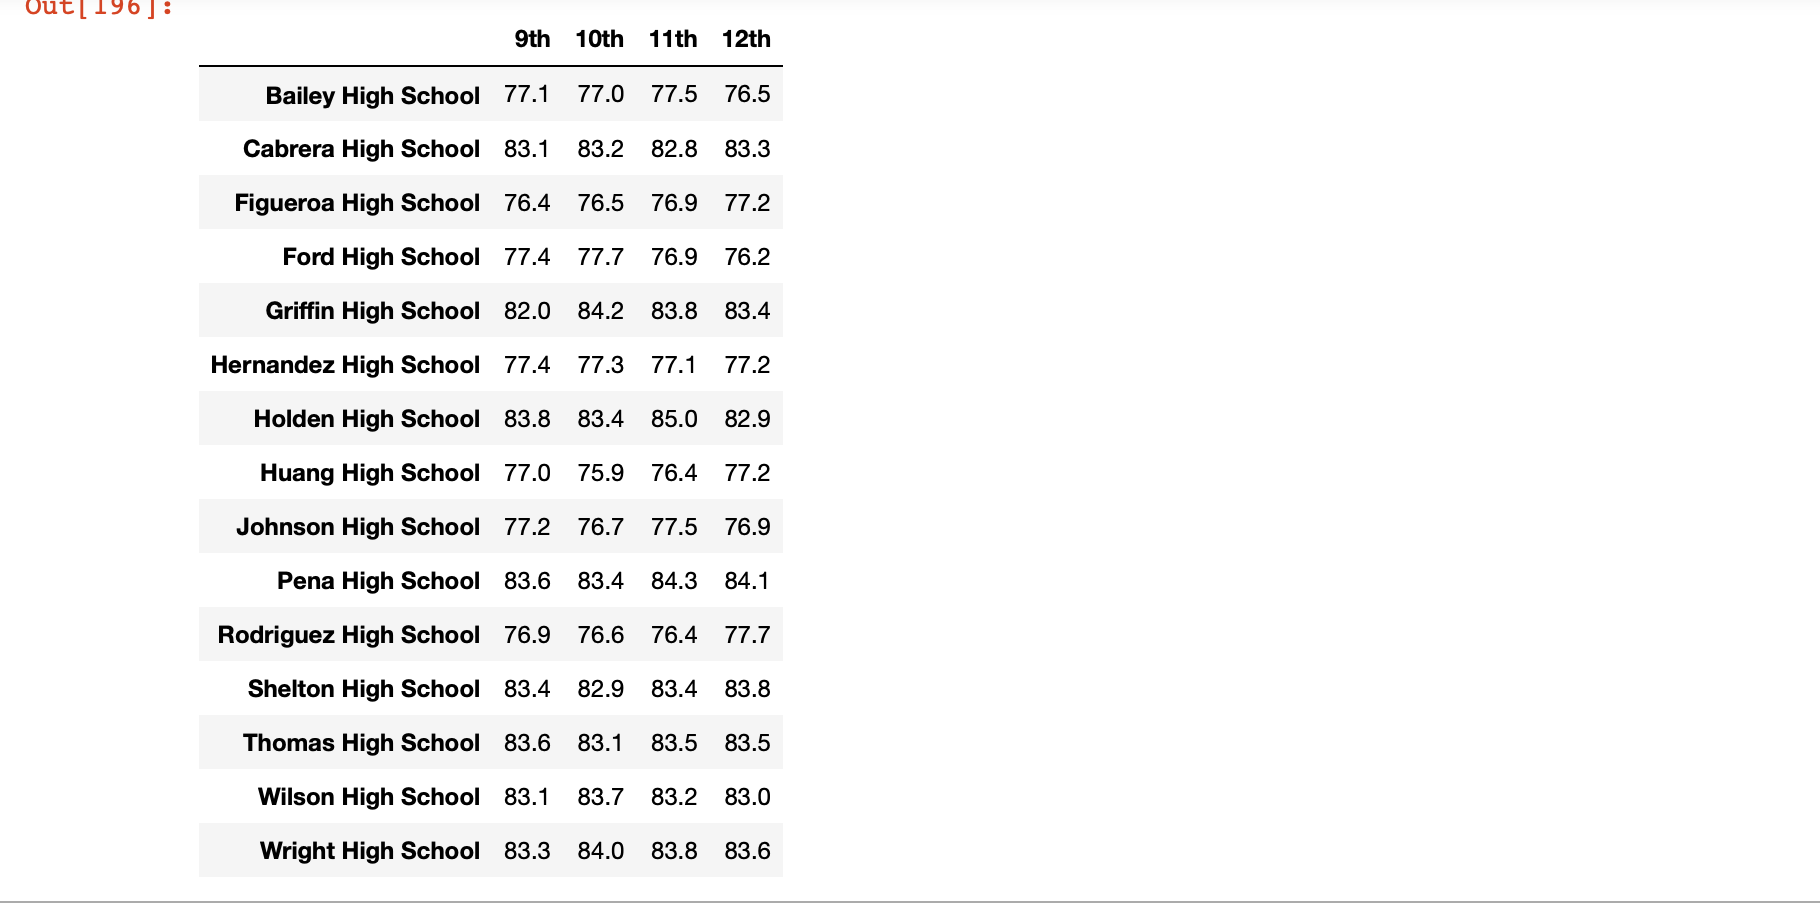 Out[196]:
9th 10th 11th 12th
Bailey High School 77.1 77.0 77.5 76.5
Cabrera High School 83.1 83.2 82.8 83.3
Figueroa High School 76.4 76.5 76.9 77.2
Ford High School 77.4 77.7 76.9 76.2
Griffin High School 82.0 84.2 83.8 83.4
Hernandez High School 77.4 77.3 77.1 77.2
Holden High School 83.8 83.4 85.0 82.9
Huang High School 77.0 75.9 76.4 77.2
Johnson High School 77.2 76.7 77.5 76.9
Pena High School 83.6 83.4 84.3 84.1
Rodriguez High School 76.9 76.6 76.4 77.7
Shelton High School 83.4 82.9 83.4 83.8
Thomas High School 83.6 83.1 83.5 83.5
Wilson High School 83.1 83.7 83.2 83.0
Wright High School 83.3 84.0 83.8 83.6